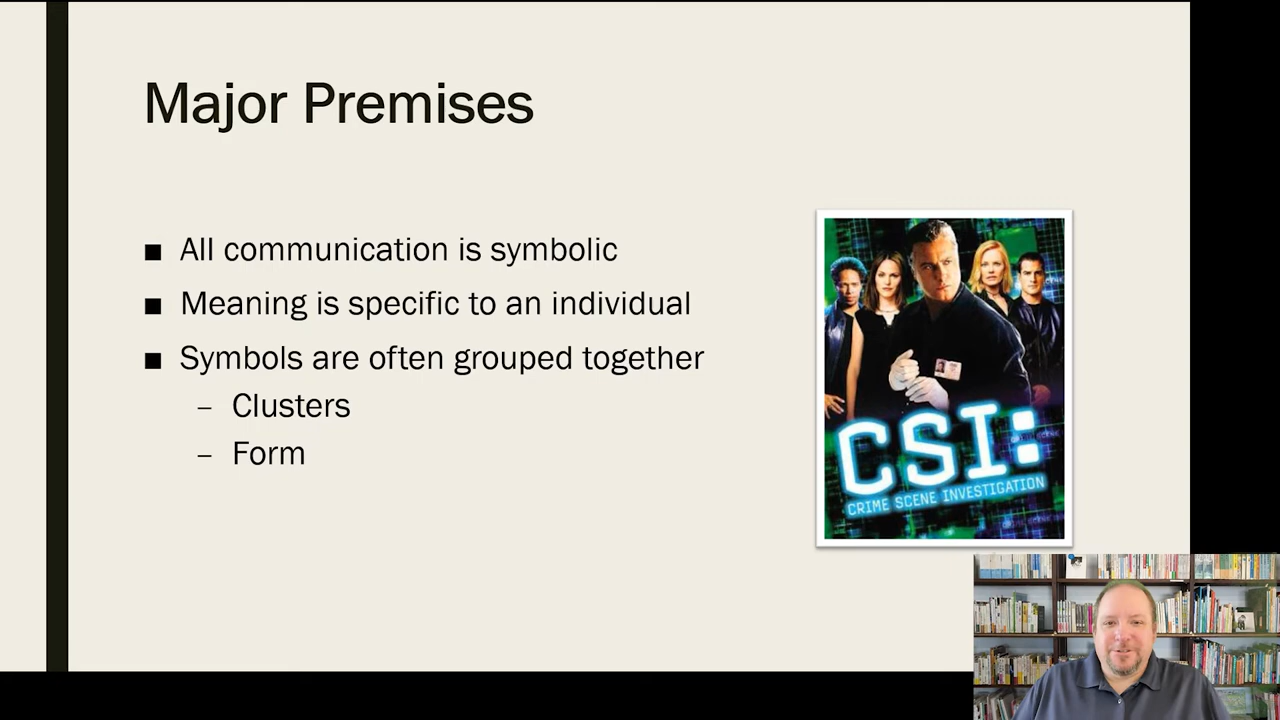 Major Premises
■ All communication is symbolic
■ Meaning is specific to an individual
■ Symbols are often grouped together
– Clusters
– Form
CSI:
CRIME SCENE INVESTIGATION